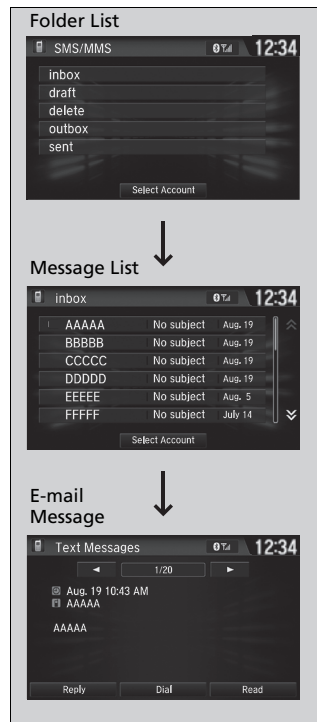 Folder List
SMS/MMS 12:34
inbox
draft
delete
outbox
sent
Select Account
Message List
inbox 12:34
AAAAA No subject Aug. 19
BBBBB No subject Aug. 19
CCCCC No subject Aug. 19
DDDDD No subject Aug. 19
EEEEE No subject Aug. 5
FFFFF No subject July 14
Select Account
E-mail
Message
Text Messages 12:34
1/20
Aug. 19 10:43 AM
AAAAA
AAAAA
Reply Dial Read